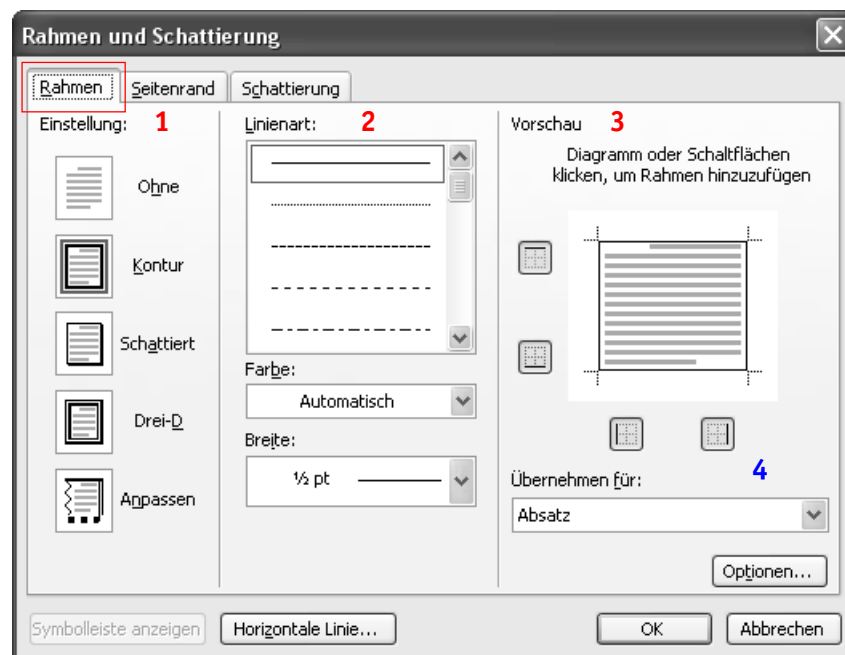 Rahmen und Schattierung
Rahmen Seitenrand Schattierung
Einstellung: 1
Ohne
Kontur
Schattiert
Drei-D
Anpassen
Linienart: 2
Farbe:
Automatisch
Breite:
½ pt
Vorschau 3
Diagramm oder Schaltflächen
klicken, um Rahmen hinzuzufügen
4
Übernehmen für:
Absatz
Optionen...
Symbolleiste anzeigen Horizontale Linie... OK Abbrechen